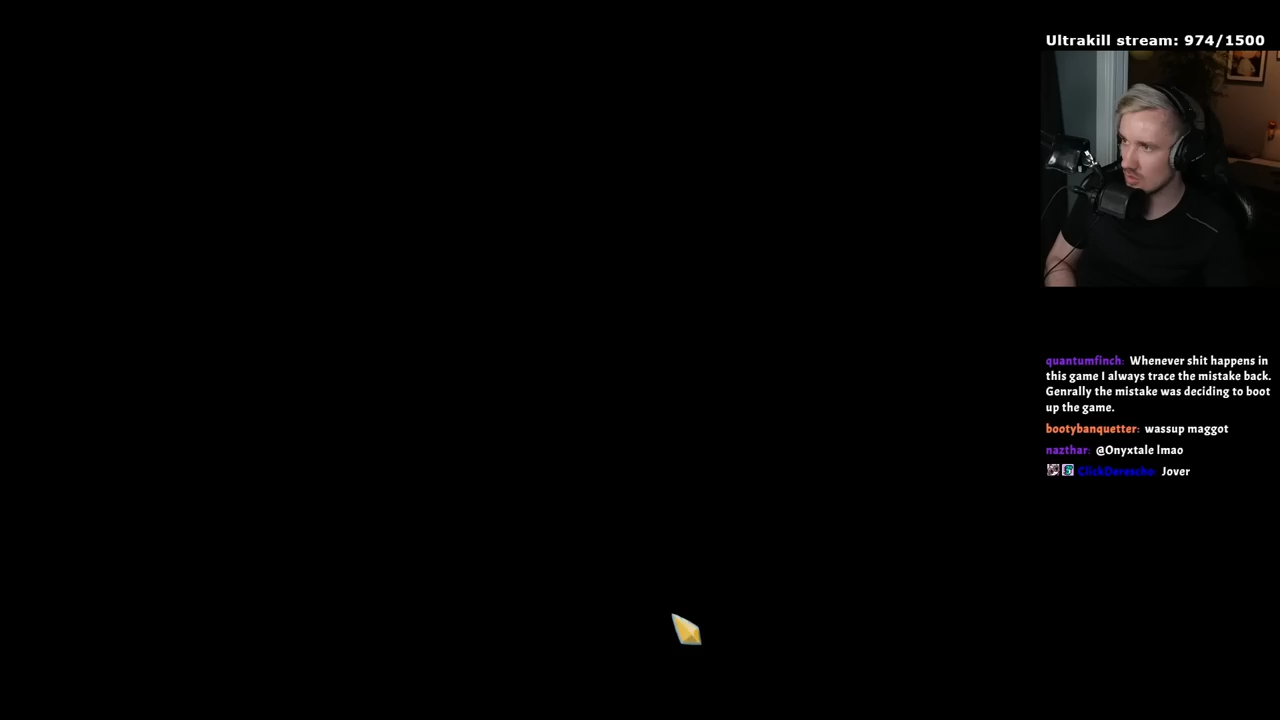 Ultrakill stream: 974/1500
quantumfinch: Whenever shit happens in
this game I always trace the mistake back.
Genrally the mistake was deciding to boot
up the game.
bootybanquetter: wassup maggot
nazthar: @Onyxtale lmao
Jover